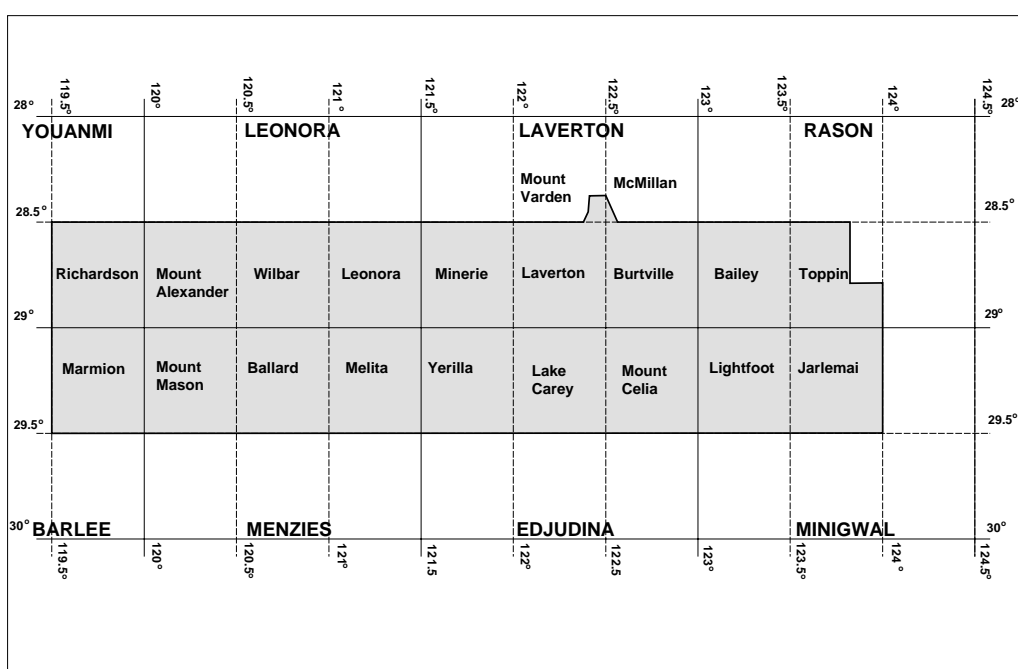 119.5°
120°
120.5°
121°
121.5°
122°
122.5°
123°
123.5°
124°
124.5°
28°
28°
YOUANMI
LEONORA
LAVERTON
RASON
Mount
Varden
McMillan
28.5°
28.5°
Richardson
Mount
Alexander
Wilbar
Leonora
Minerie
Laverton
Burtville
Bailey
Toppin
29°
29°
Marmion
Mount
Mason
Ballard
Melita
Yerilla
Lake
Carey
Mount
Celia
Lightfoot
Jarlemai
29.5°
29.5°
30°
BARLEE
MENZIES
EDJUDINA
MINIGWAL
30°
119.5°
120°
120.5°
121°
121.5
122°
122.5
123°
123.5°
124°
124.5°